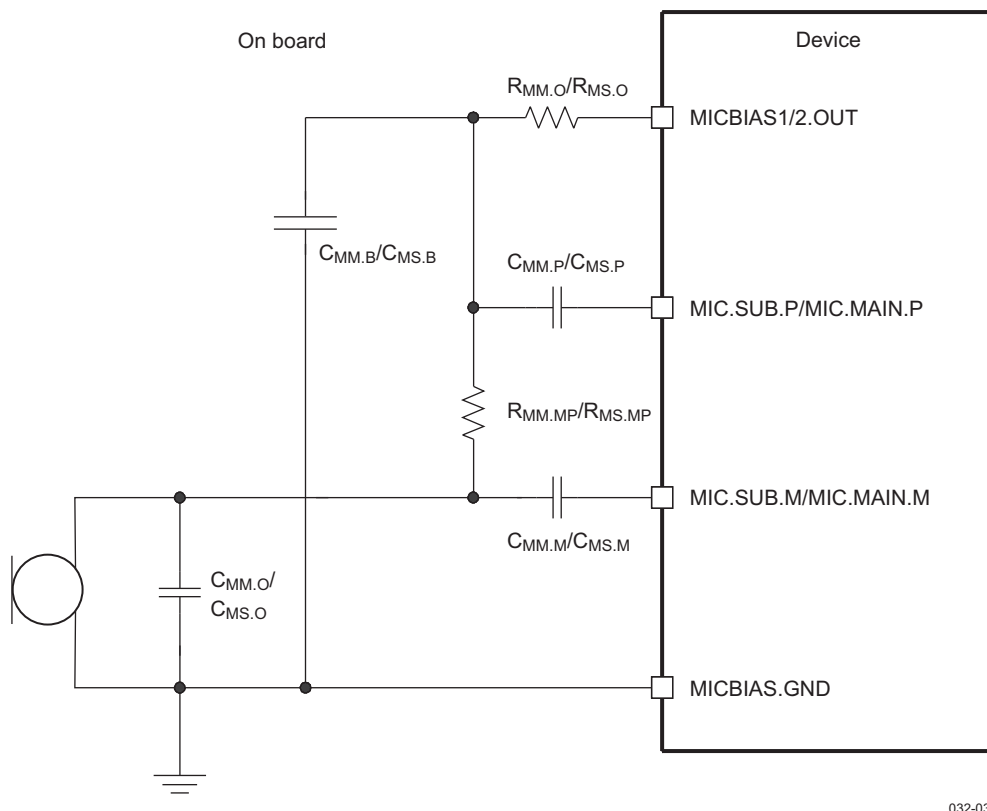 On board
Device
RMM.O/RMS.O
MICBIAS1/2.OUT
CMM.B/CMS.B
CMM.P/CMS.P
MIC.SUB.P/MIC.MAIN.P
RMM.MP/RMS.MP
MIC.SUB.M/MIC.MAIN.M
CMM.M/CMS.M
CMM.O/
CMS.O
MICBIAS.GND